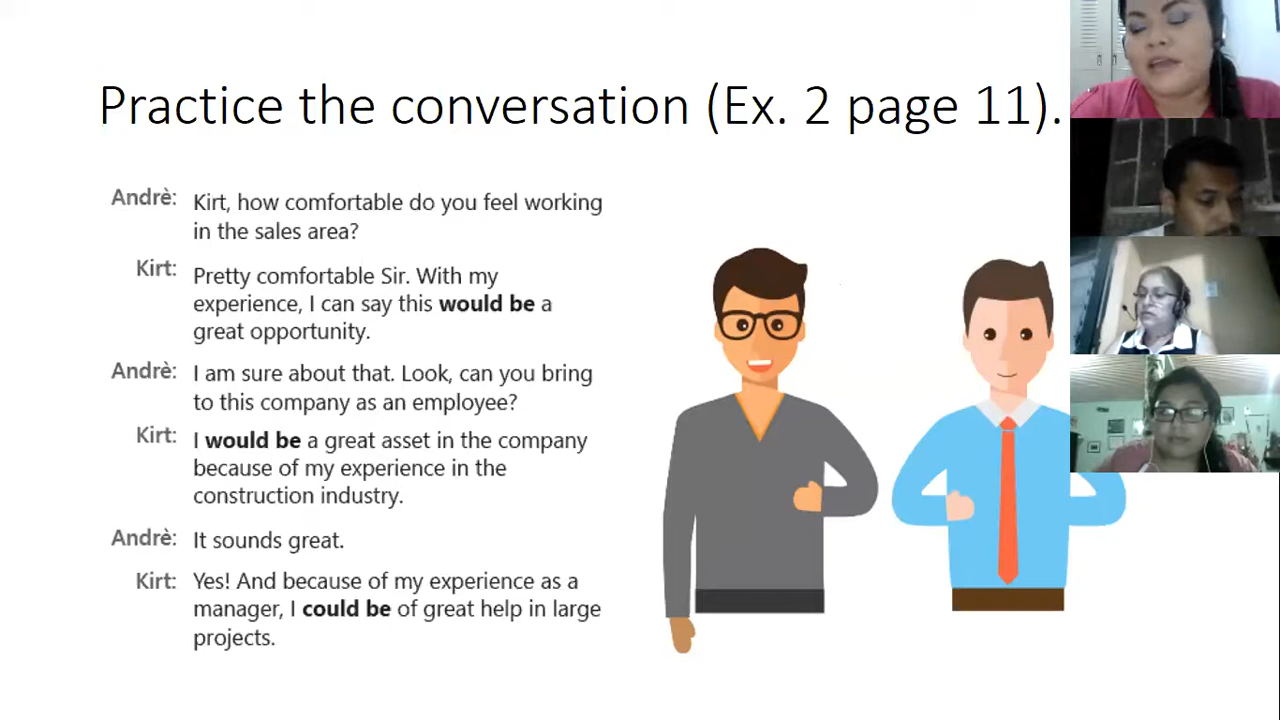 Practice the conversation (Ex. 2 page 11).
Andrè: Kirt, how comfortable do you feel working
in the sales area?
Kirt: Pretty comfortable Sir. With my
experience, I can say this would be a
great opportunity.
Andrè: I am sure about that. Look, can you bring
to this company as an employee?
Kirt: I would be a great asset in the company
because of my experience in the
construction industry.
Andrè: It sounds great.
Kirt: Yes! And because of my experience as a
manager, I could be of great help in large
projects.